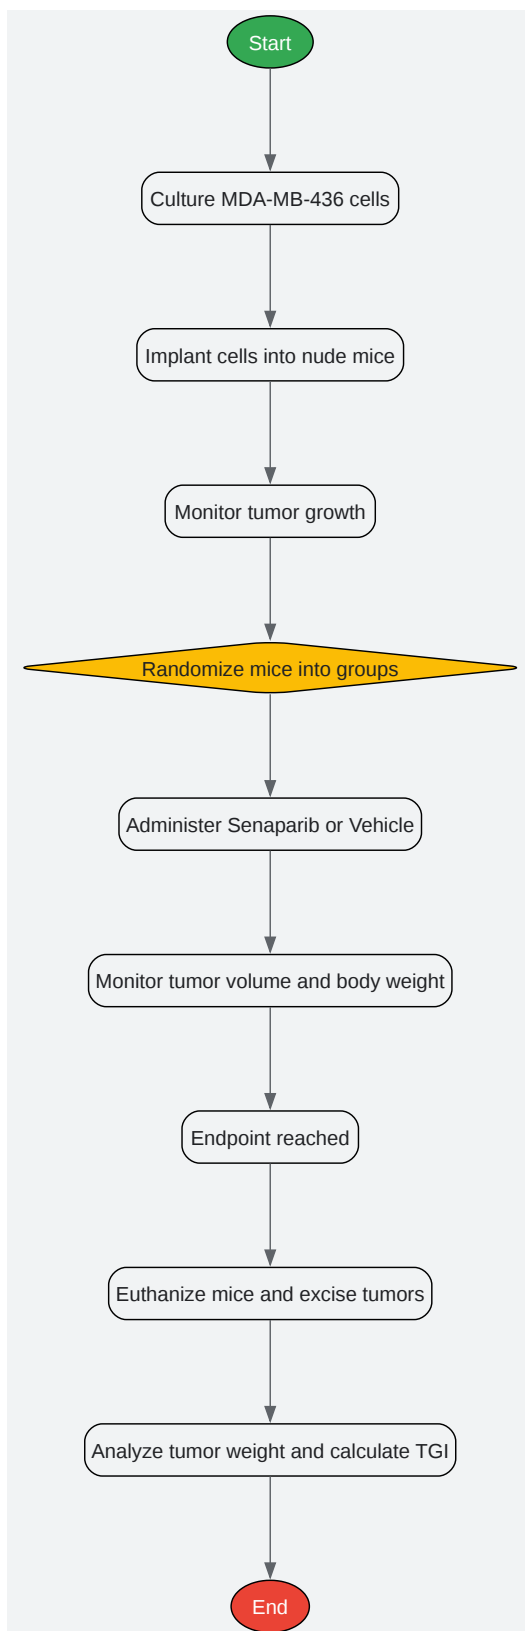 Start
Culture MDA-MB-436 cells
Implant cells into nude mice
Monitor tumor growth
Randomize mice into groups
Administer Senaparib or Vehicle
Monitor tumor volume and body weight
Endpoint reached
Euthanize mice and excise tumors
Analyze tumor weight and calculate TGI
End